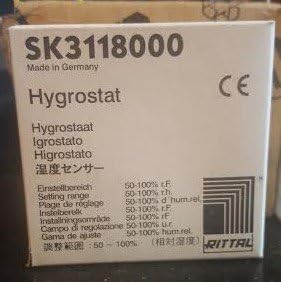 SK3118000
Made in Germany
CE
Hygrostat
Hygrostaat
Igrostato
Higrostato
湿度センサー
Einstellbereich 50-100% r.F.
Setting range 50-100% r.h.
Plage de réglage 50-100% d'hum.rel.
Instelbereik 50-100% r.F.
Installningsområde 50-100% r.F.
Campo di regolazione 50-100% u.r.
Gama de ajuste 50-100% hum.rel.
調整範囲：50～100% （相対湿度）
RITTAL